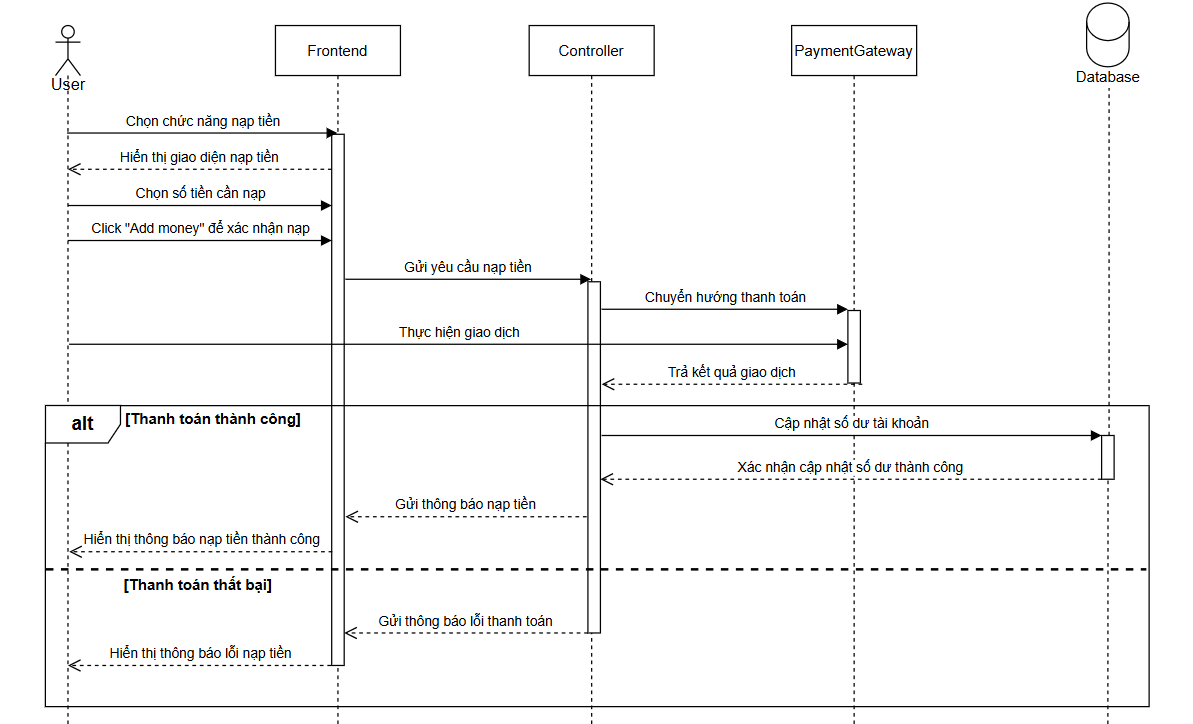 User
Frontend
Controller
PaymentGateway
Database
Chọn chức năng nạp tiền
Hiển thị giao diện nạp tiền
Chọn số tiền cần nạp
Click "Add money" để xác nhận nạp
Gửi yêu cầu nạp tiền
Chuyển hướng thanh toán
Thực hiện giao dịch
Trả kết quả giao dịch
alt
[Thanh toán thành công]
Cập nhật số dư tài khoản
Xác nhận cập nhật số dư thành công
Gửi thông báo nạp tiền
Hiển thị thông báo nạp tiền thành công
[Thanh toán thất bại]
Gửi thông báo lỗi thanh toán
Hiển thị thông báo lỗi nạp tiền